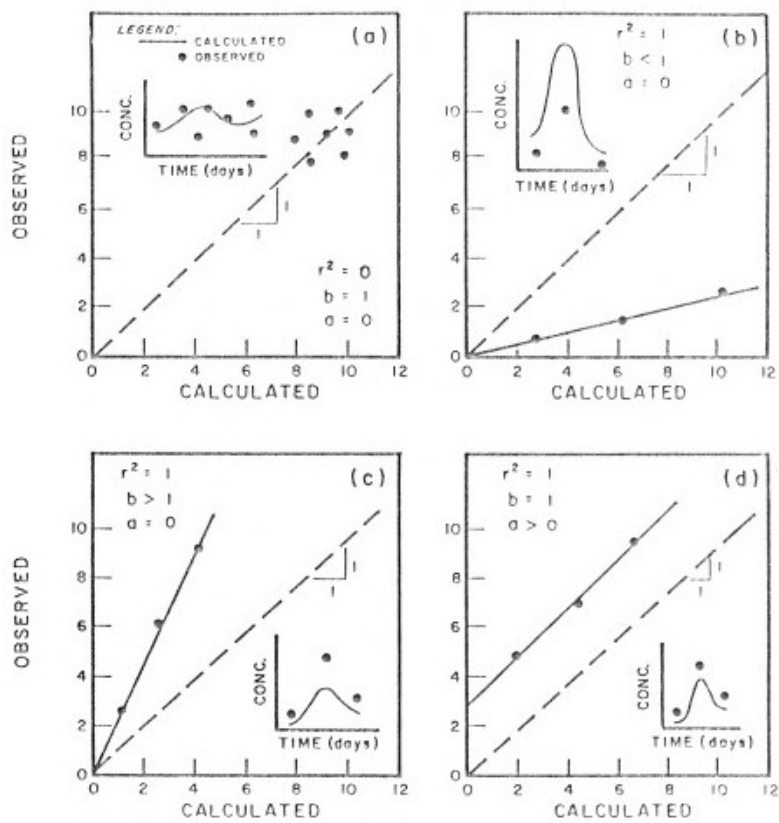 LEGEND:
CALCULATED
OBSERVED
(a)
CONC.
TIME (days)
1
1
r² = 0
b = 1
a = 0
OBSERVED
10
8
6
4
2
0
0 2 4 6 8 10 12
CALCULATED
(b)
r² = 1
b < 1
a = 0
CONC.
TIME (days)
1
1
10
8
6
4
2
0
0 2 4 6 8 10 12
CALCULATED
(c)
r² = 1
b > 1
a = 0
1
1
CONC.
TIME (days)
OBSERVED
10
8
6
4
2
0
0 2 4 6 8 10 12
CALCULATED
(d)
r² = 1
b = 1
a > 0
1
1
CONC.
TIME (days)
10
8
6
4
2
0
0 2 4 6 8 10 12
CALCULATED